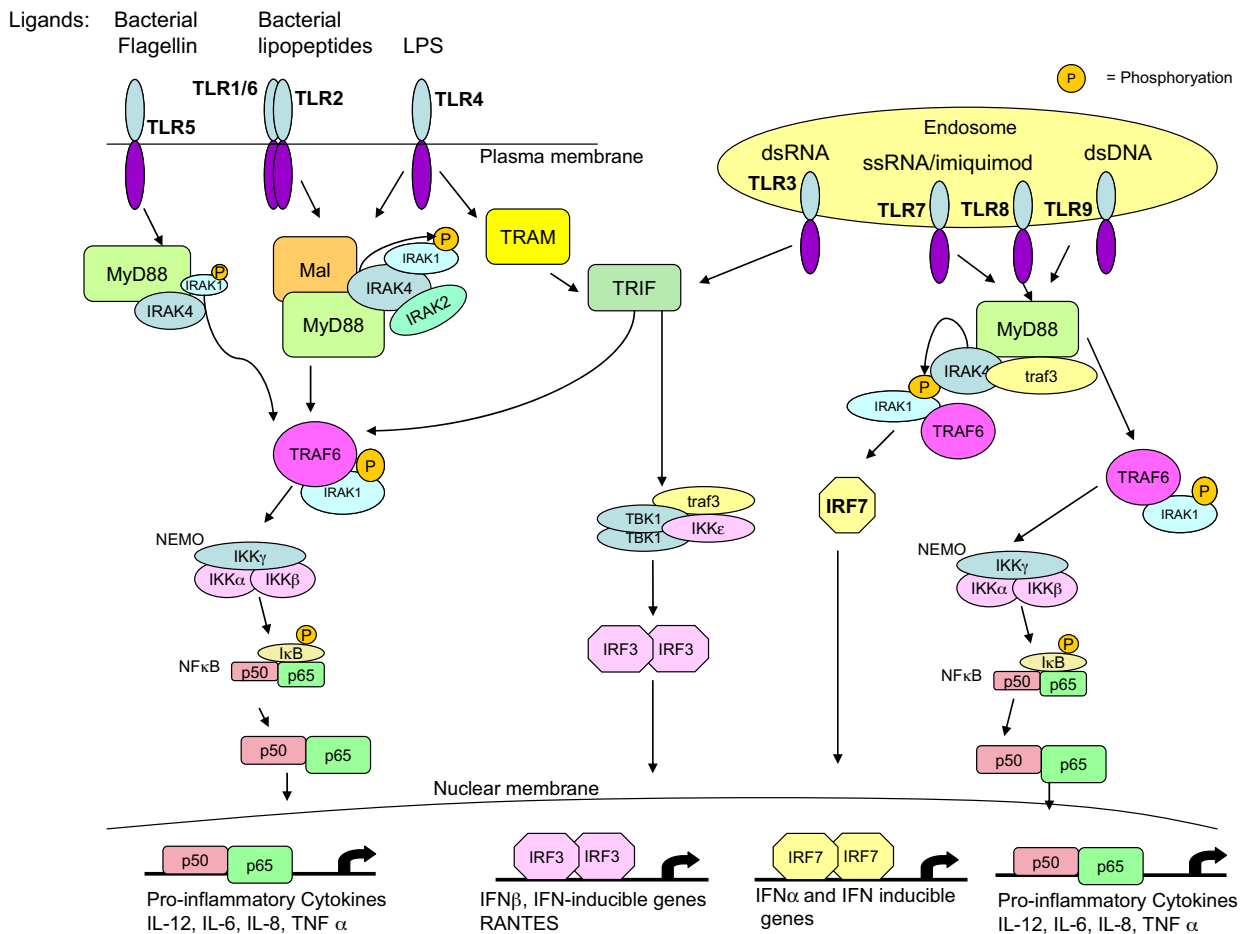 Ligands:
Bacterial
Flagellin
Bacterial
lipopeptides
LPS
TLR5
TLR1/6
TLR2
TLR4
P
= Phosphoryation
Plasma membrane
Endosome
dsRNA
ssRNA/imiquimod
dsDNA
TLR3
TLR7
TLR8
TLR9
MyD88
IRAK1
P
IRAK4
Mal
MyD88
IRAK4
IRAK1
P
IRAK2
TRAM
TRIF
MyD88
IRAK4
traf3
P
IRAK1
TRAF6
TRAF6
P
IRAK1
traf3
TBK1
TBK1
IKKε
IRF7
TRAF6
P
IRAK1
NEMO
IKKγ
IKKα
IKKβ
P
IκB
NFκB
p50
p65
p50
p65
IRF3
IRF3
NEMO
IKKγ
IKKα
IKKβ
P
IκB
NFκB
p50
p65
p50
p65
Nuclear membrane
p50
p65
Pro-inflammatory Cytokines
IL-12, IL-6, IL-8, TNF α
IRF3
IRF3
IFNβ, IFN-inducible genes
RANTES
IRF7
IRF7
IFNα and IFN inducible
genes
p50
p65
Pro-inflammatory Cytokines
IL-12, IL-6, IL-8, TNF α